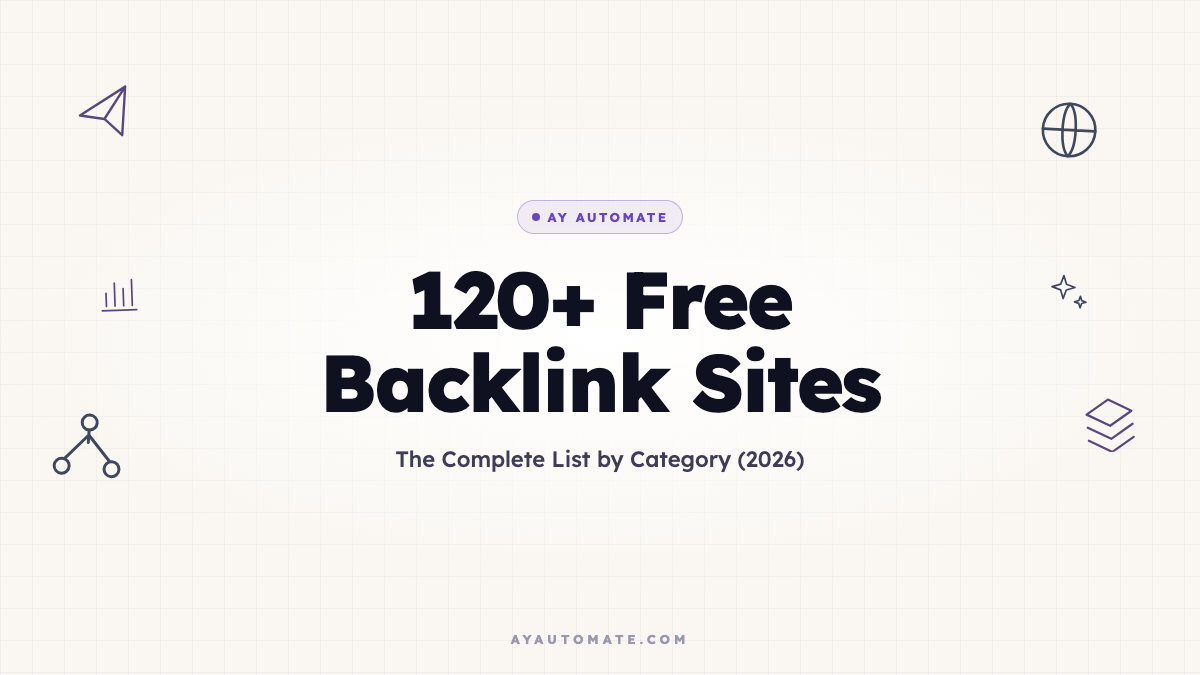 AY AUTOMATE
120+ Free
Backlink Sites
The Complete List by Category (2026)
AYAUTOMATE.COM